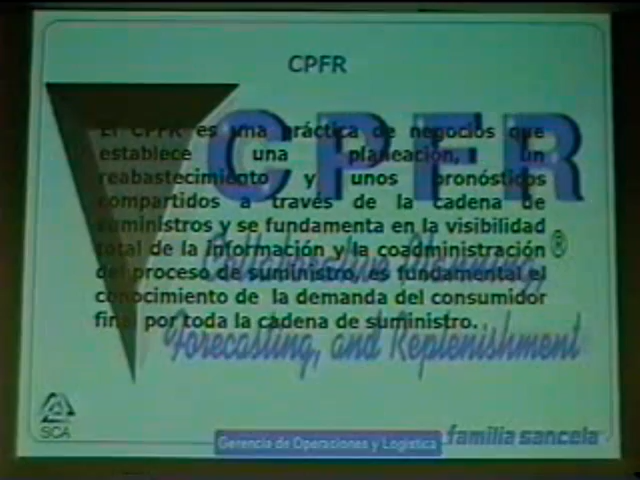 CPFR
El CPFR es una práctica de negocios que
establece una planeación, un
reabastecimiento y unos pronósticos
compartidos a través de la cadena de
suministros y se fundamenta en la visibilidad
total de la información y la coadministración
del proceso de suministro, es fundamental el
conocimiento de la demanda del consumidor
final por toda la cadena de suministro.
CPFR
®
Collaborative Planning,
Forecasting, and Replenishment
SCA
Gerencia de Operaciones y Logística
familia sancela